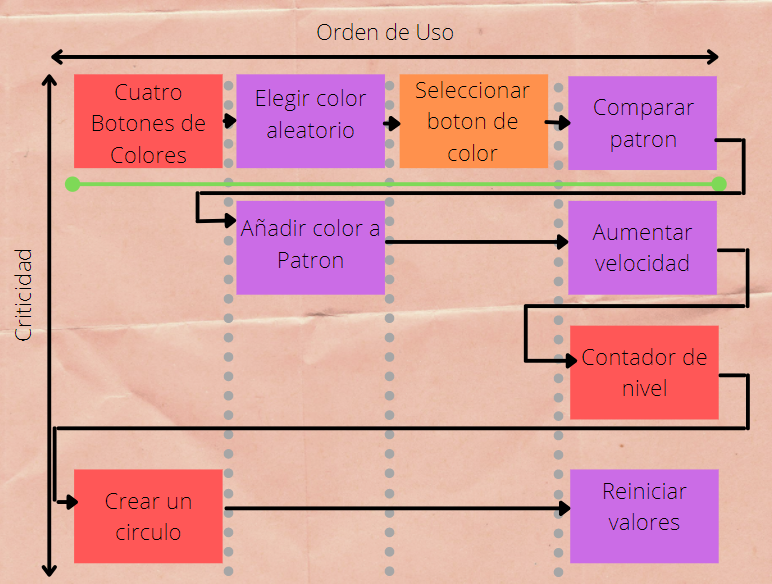 Orden de Uso
Criticidad
Cuatro
Botones de
Colores
Elegir color
aleatorio
Seleccionar
boton de
color
Comparar
patron
Añadir color a
Patron
Aumentar
velocidad
Contador de
nivel
Crear un
circulo
Reiniciar
valores